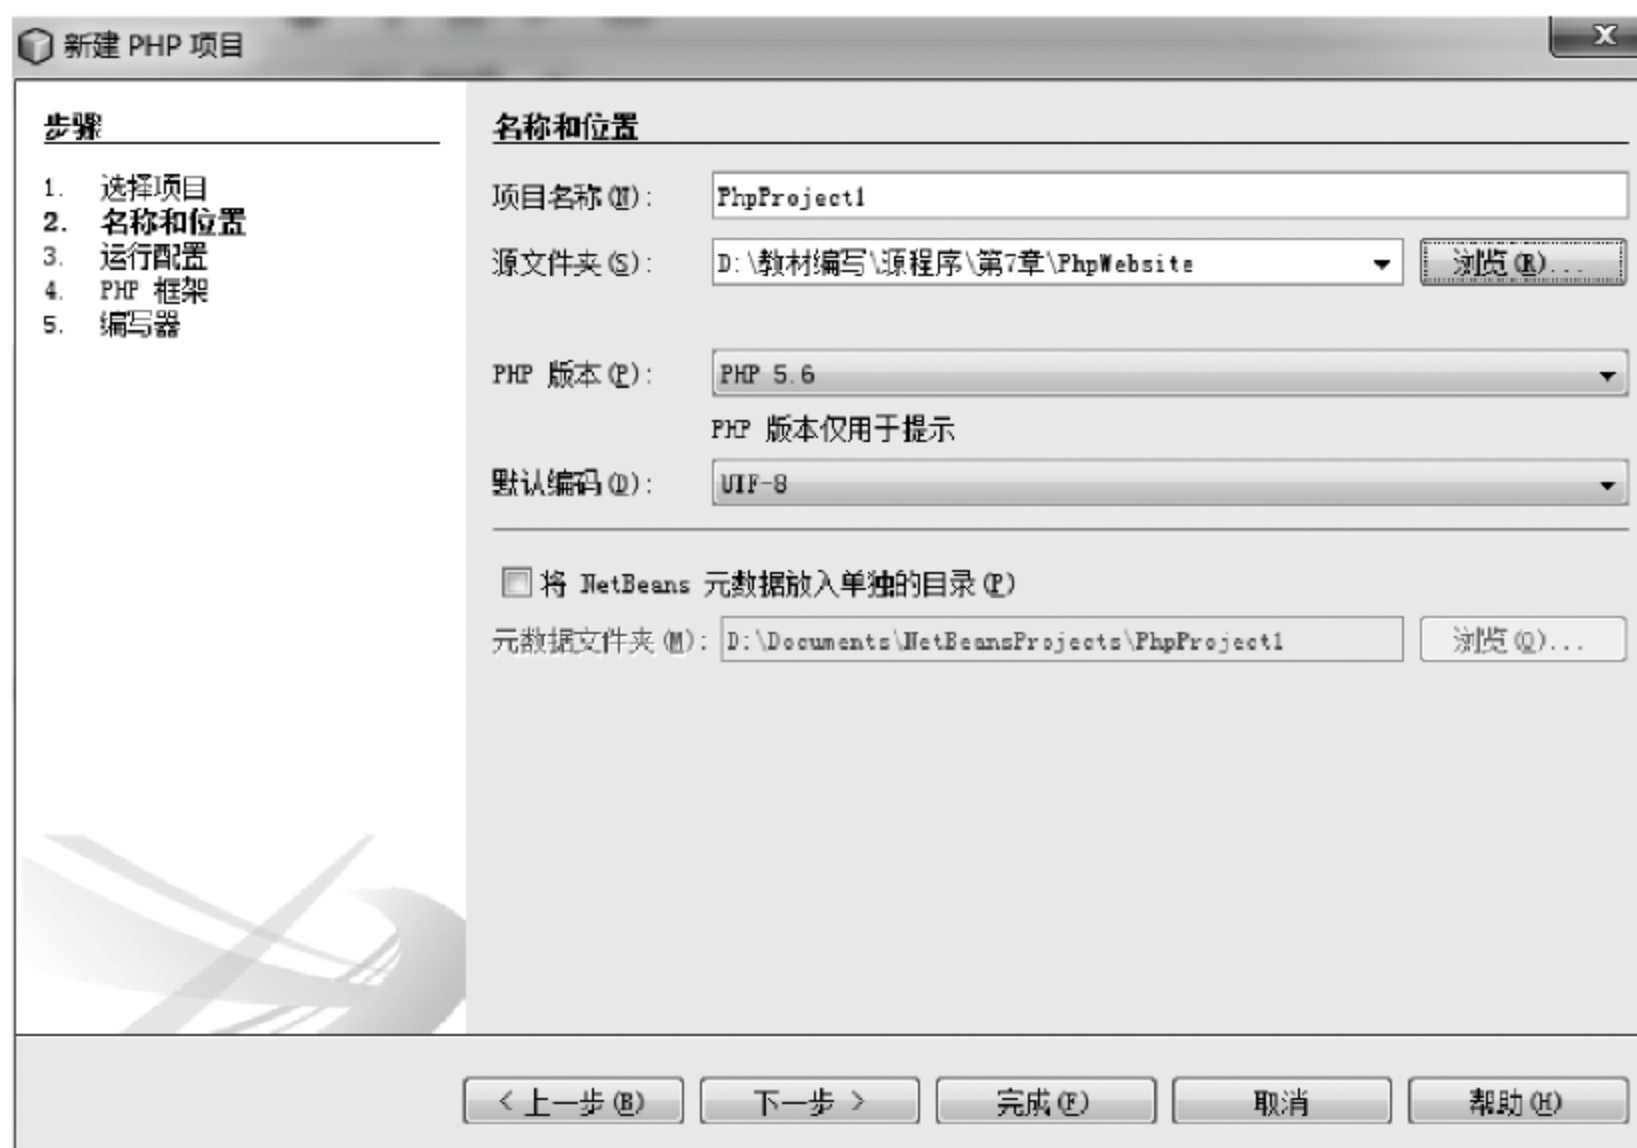 新建 PHP 项目
x
步骤
1. 选择项目
2. 名称和位置
3. 运行配置
4. PHP 框架
5. 编写器
名称和位置
项目名称(N): PhpProject1
源文件夹(S): D:\教材编写\源程序\第7章\PhpWebsite 浏览(R)...
PHP 版本(P): PHP 5.6
PHP 版本仅用于提示
默认编码(D): UTF-8
将 NetBeans 元数据放入单独的目录(P)
元数据文件夹(M): D:\Documents\NetBeansProjects\PhpProject1 浏览(Q)...
< 上一步(B) 下一步 > 完成(F) 取消 帮助(H)